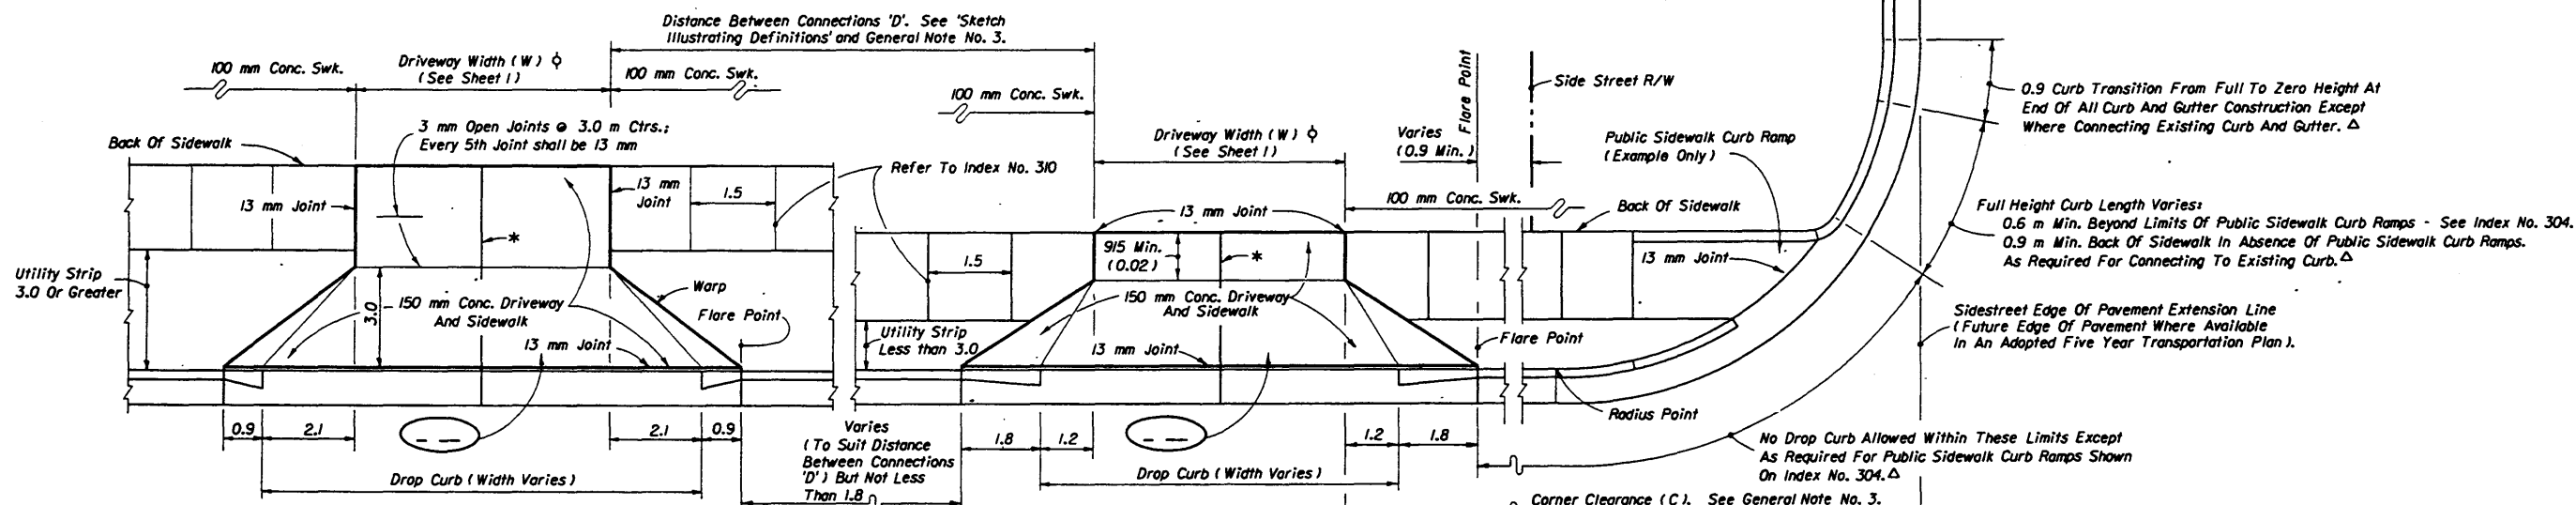 Distance Between Connections 'D'. See 'Sketch
Illustrating Definitions' and General Note No. 3.
100 mm Conc. Swk.
Driveway Width (W) ϕ
(See Sheet 1)
100 mm Conc. Swk.
100 mm Conc. Swk.
Back Of Sidewalk
3 mm Open Joints @ 3.0 m Ctrs.;
Every 5th Joint shall be 13 mm
13 mm Joint
13 mm
Joint
1.5
Refer To Index No. 310
*
Utility Strip
3.0 Or Greater
3.0
150 mm Conc. Driveway
And Sidewalk
Warp
Flare Point
13 mm Joint
0.9
2.1
2.1
0.9
Drop Curb (Width Varies)
Varies
(To Suit Distance
Between Connections
'D') But Not Less
Than 1.8
Driveway Width (W) ϕ
(See Sheet 1)
Varies
(0.9 Min.)
Flare Point
Side Street R/W
Public Sidewalk Curb Ramp
(Example Only)
100 mm Conc. Swk.
Back Of Sidewalk
13 mm Joint
915 Min.
(0.02)
*
1.5
13 mm Joint
150 mm Conc. Driveway
And Sidewalk
Utility Strip
Less than 3.0
13 mm Joint
Flare Point
Radius Point
1.8
1.2
1.2
1.8
Drop Curb (Width Varies)
0.9 Curb Transition From Full To Zero Height At
End Of All Curb And Gutter Construction Except
Where Connecting Existing Curb And Gutter. Δ
Full Height Curb Length Varies:
0.6 m Min. Beyond Limits Of Public Sidewalk Curb Ramps - See Index No. 304.
0.9 m Min. Back Of Sidewalk In Absence Of Public Sidewalk Curb Ramps.
As Required For Connecting To Existing Curb. Δ
Sidestreet Edge Of Pavement Extension Line
(Future Edge Of Pavement Where Available
In An Adopted Five Year Transportation Plan).
No Drop Curb Allowed Within These Limits Except
As Required For Public Sidewalk Curb Ramps Shown
On Index No. 304. Δ
Corner Clearance (C). See General Note No. 3.